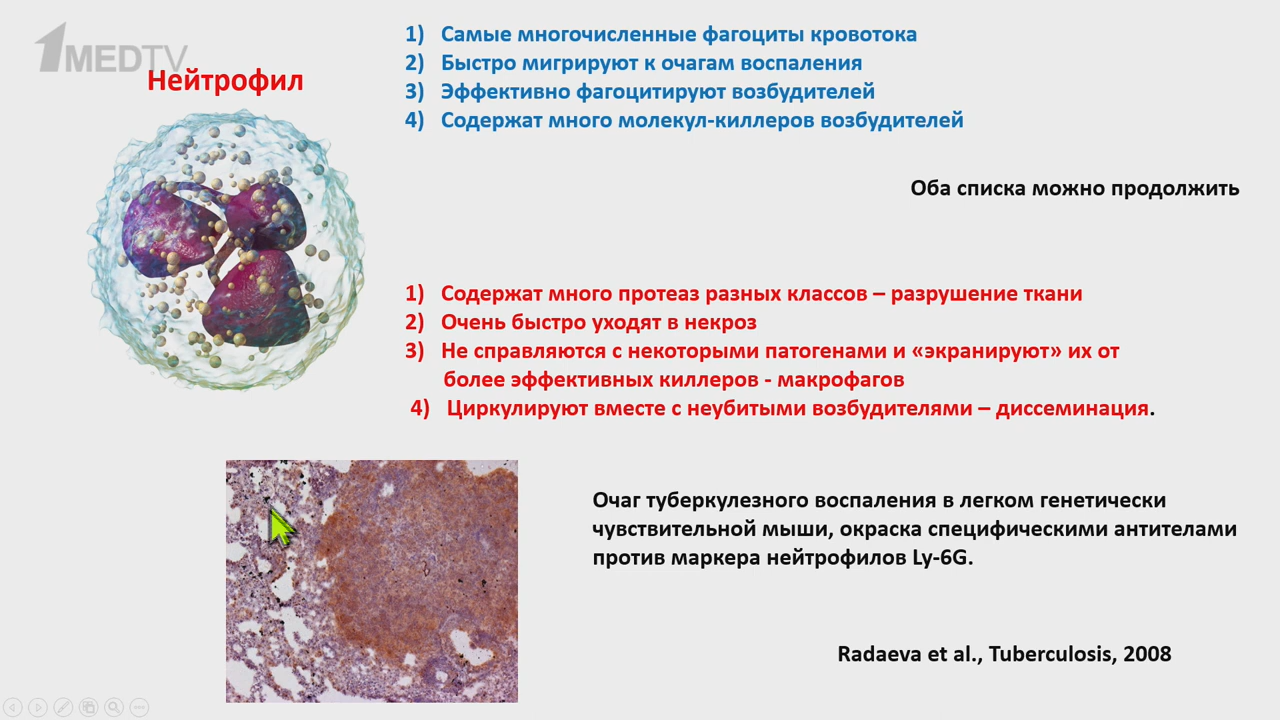 1MEDTV
Нейтрофил
1) Самые многочисленные фагоциты кровотока
2) Быстро мигрируют к очагам воспаления
3) Эффективно фагоцитируют возбудителей
4) Содержат много молекул-киллеров возбудителей
Оба списка можно продолжить
1) Содержат много протеаз разных классов – разрушение ткани
2) Очень быстро уходят в некроз
3) Не справляются с некоторыми патогенами и «экранируют» их от
более эффективных киллеров - макрофагов
4) Циркулируют вместе с неубитыми возбудителями – диссеминация.
Очаг туберкулезного воспаления в легком генетически
чувствительной мыши, окраска специфическими антителами
против маркера нейтрофилов Ly-6G.
Radaeva et al., Tuberculosis, 2008